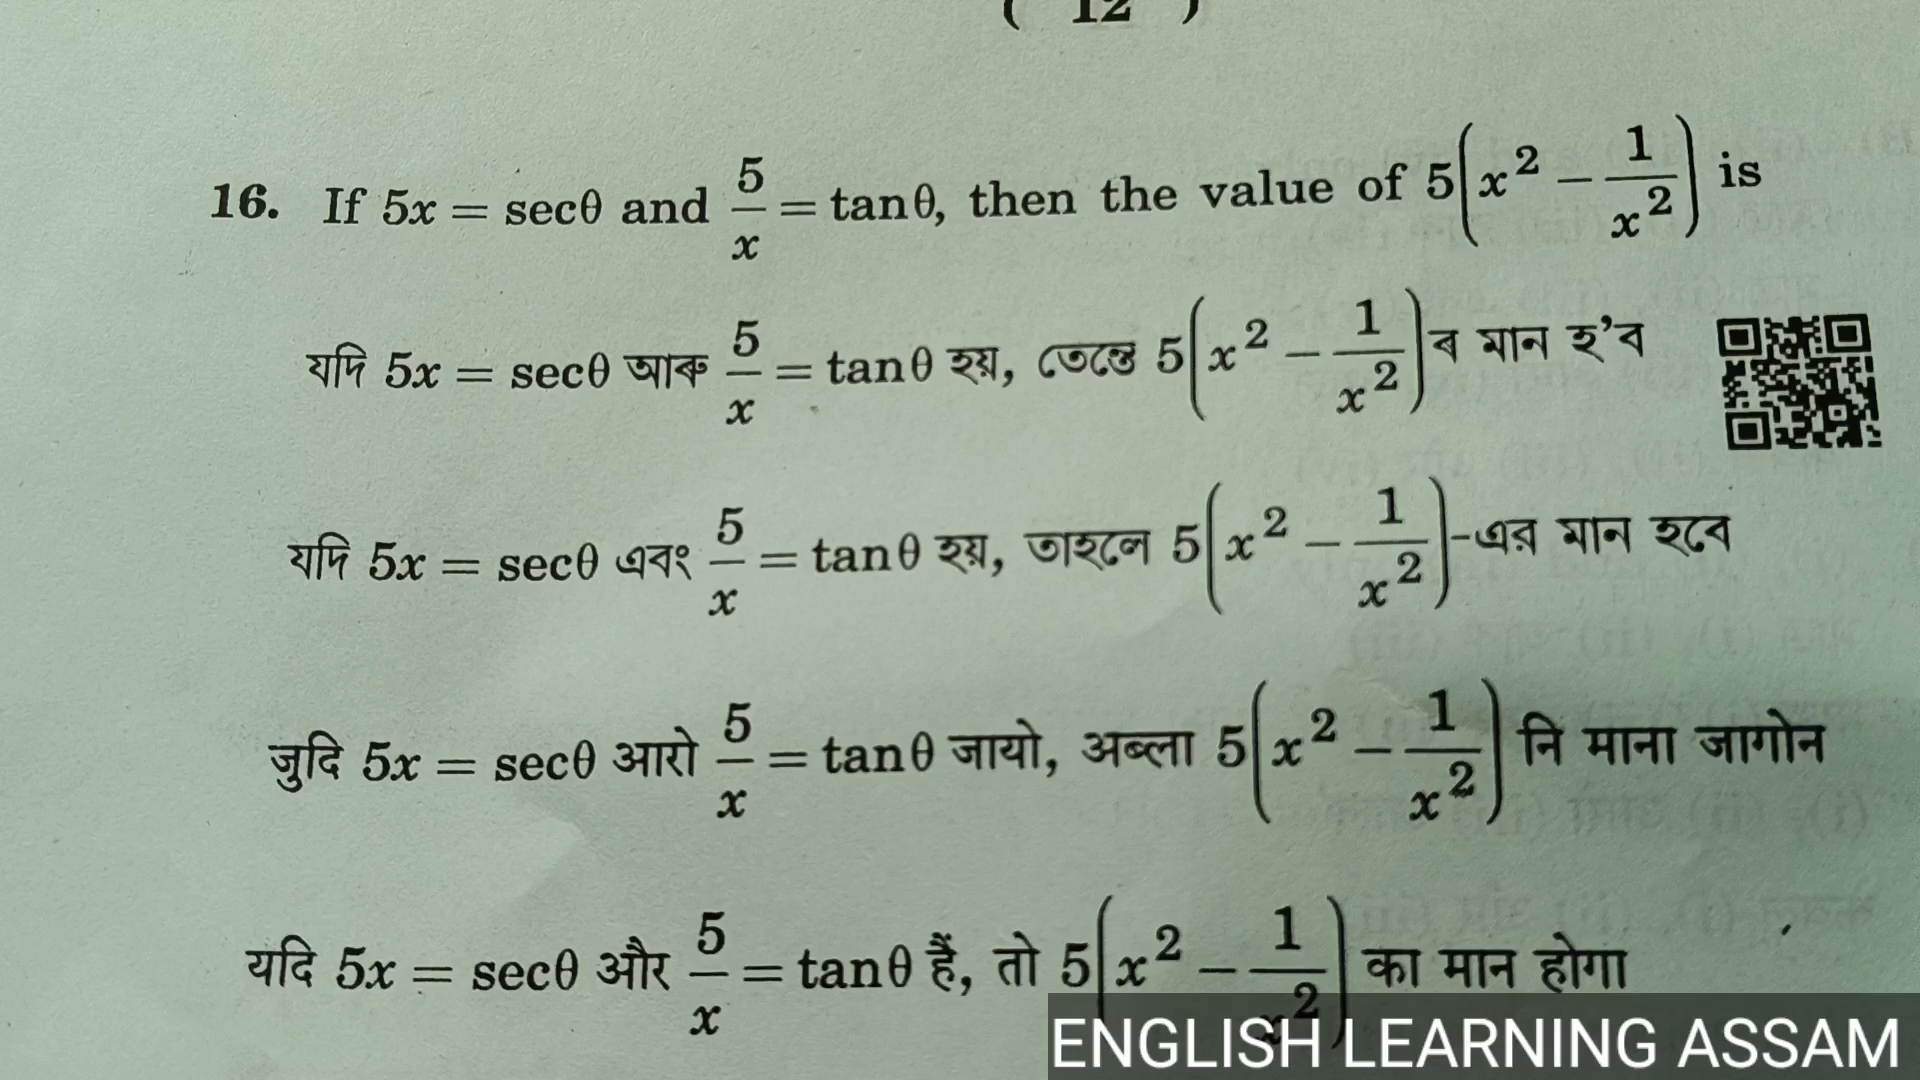 ( 12 )
16. If 5x = secθ and 5/x = tanθ, then the value of 5(x² − 1/x²) is
যদি 5x = secθ আৰু 5/x = tanθ হয়, তেন্তে 5(x² − 1/x²)ৰ মান হ’ব
যদি 5x = secθ এবং 5/x = tanθ হয়, তাহলে 5(x² − 1/x²)-এর মান হবে
जुदि 5x = secθ आरो 5/x = tanθ जायो, अब्ला 5(x² − 1/x²) नि माना जागोन
यदि 5x = secθ और 5/x = tanθ हैं, तो 5(x² − 1/x²) का मान होगा
ENGLISH LEARNING ASSAM